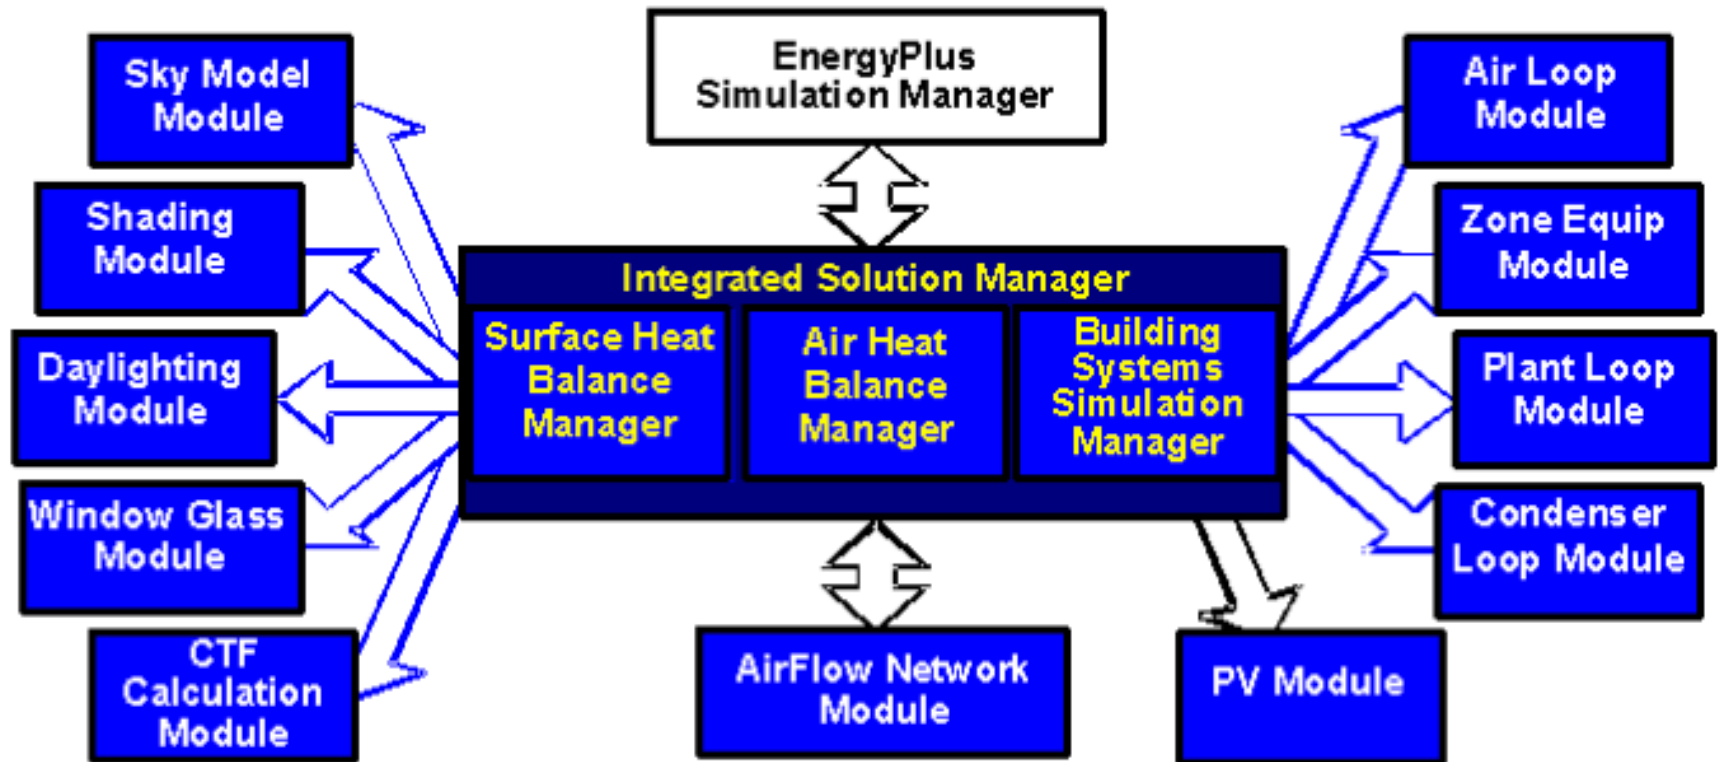 EnergyPlus
Simulation Manager
Sky Model
Module
Shading
Module
Daylighting
Module
Window Glass
Module
CTF
Calculation
Module
Integrated Solution Manager
Surface Heat
Balance
Manager
Air Heat
Balance
Manager
Building
Systems
Simulation
Manager
AirFlow Network
Module
PV Module
Air Loop
Module
Zone Equip
Module
Plant Loop
Module
Condenser
Loop Module